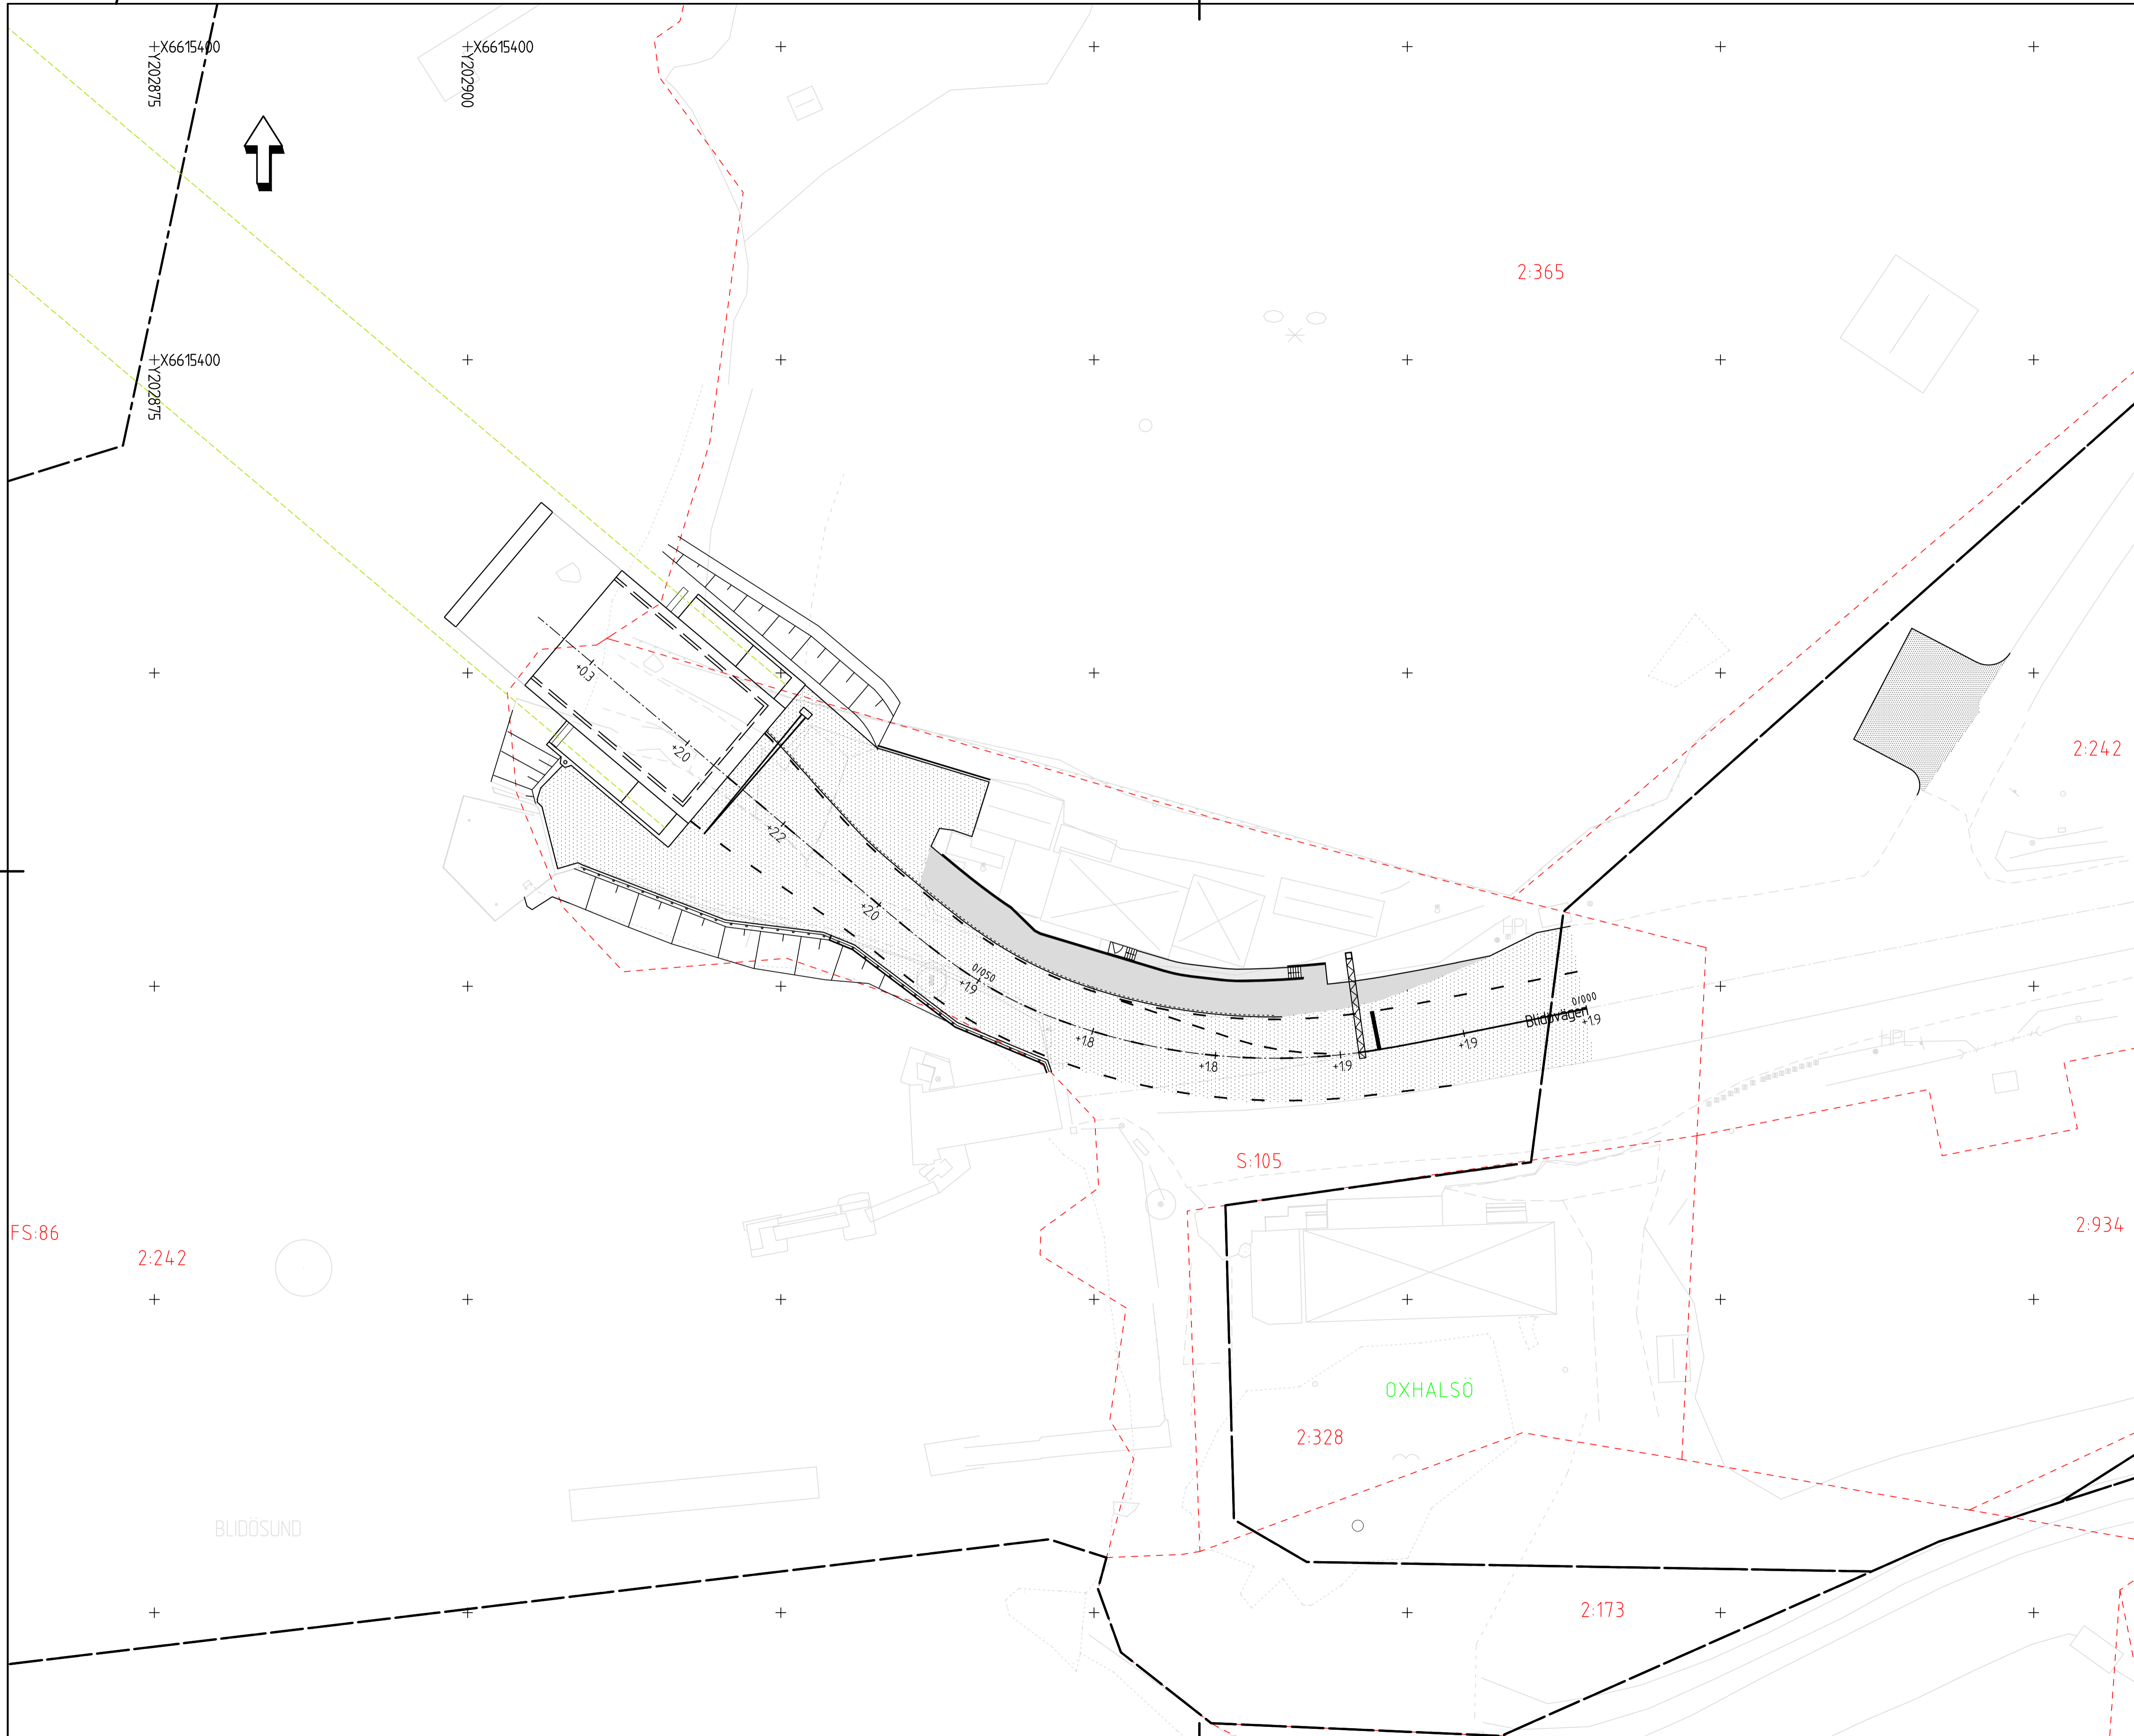 X6615400
Y202875
X6615400
Y202900
2:365
X6615400
Y202875
+0.3
+2.0
2:242
+2.2
+2.0
HPL
0/050
+1.9
0/000
Blidövägen
+1.9
+1.8
+1.9
HPL
+1.8
+1.9
S:105
FS:86
2:242
2:934
OXHALSÖ
2:328
BLIDÖSUND
2:173